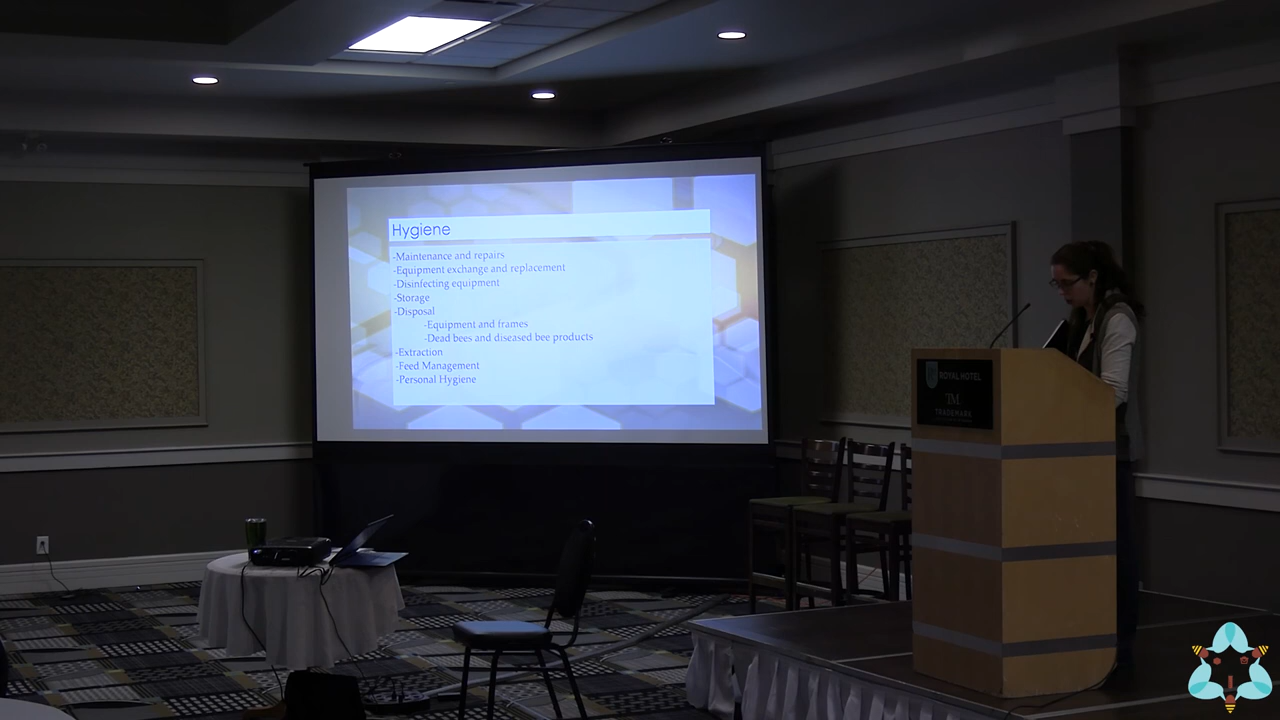 Hygiene
-Maintenance and repairs
-Equipment exchange and replacement
-Disinfecting equipment
-Storage
-Disposal
-Equipment and frames
-Dead bees and diseased bee products
-Extraction
-Feed Management
-Personal Hygiene
ROYAL HOTEL
TM
TRADEMARK